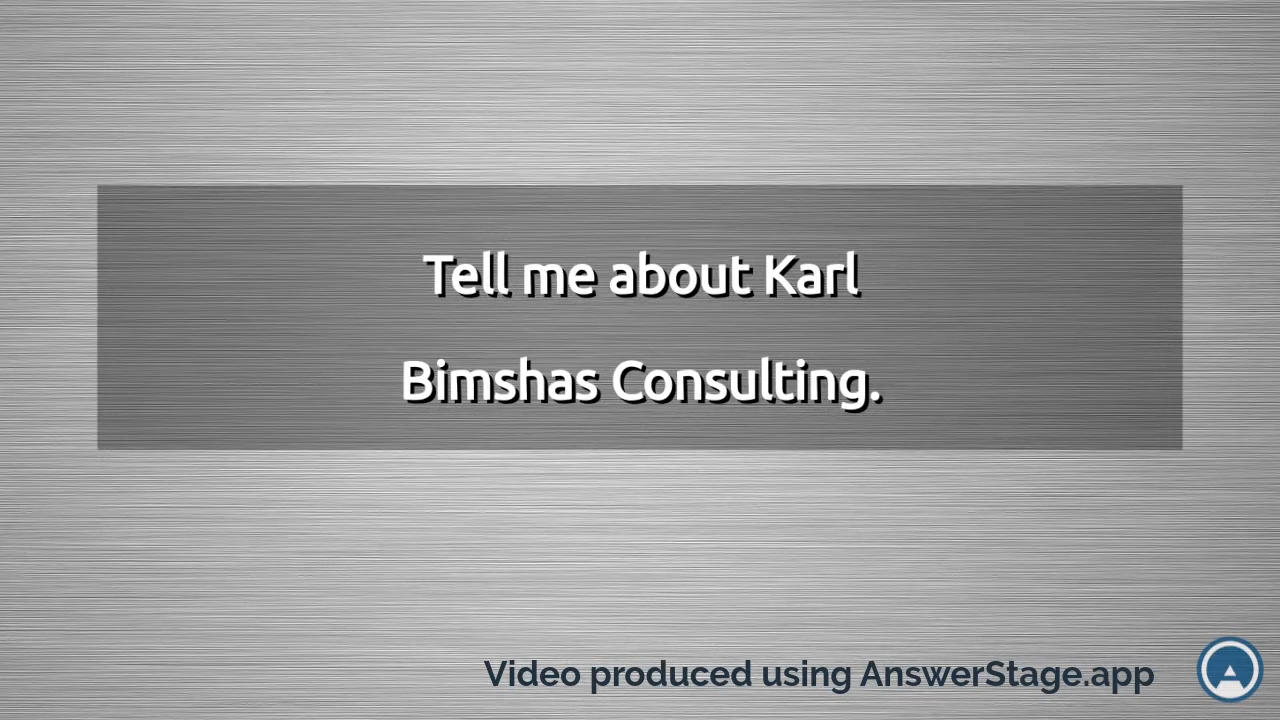 Tell me about Karl
Bimshas Consulting.
Video produced using AnswerStage.app